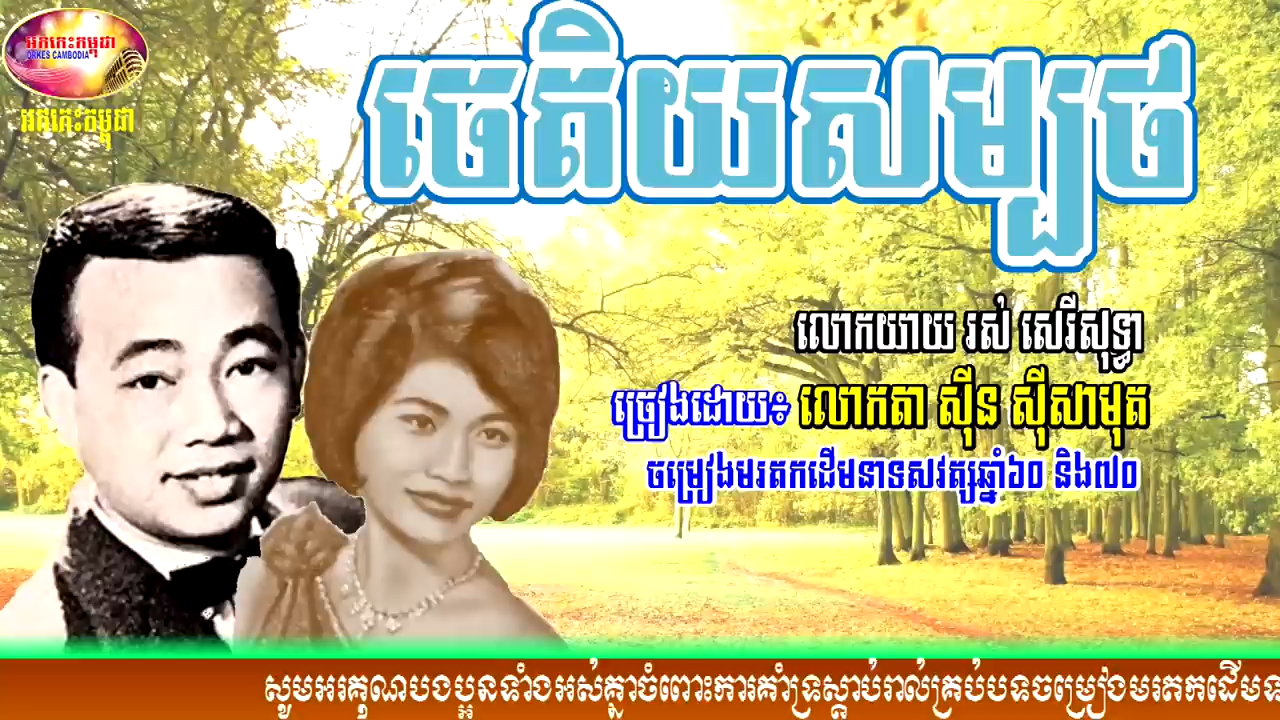 អកកេះកម្ពុជា
ORKES CAMBODIA
អកកេះកម្ពុជា
ចេតិយសម្បថ
លោកយាយ រស់ សេរីសុទ្ធា
ច្រៀងដោយ៖ លោកតា ស៊ីន ស៊ីសាមុត
ចម្រៀងមរតកដើមនាទសវត្សឆ្នាំ៦០ និង៧០
សូមអរគុណបងប្អូនទាំងអស់គ្នាចំពោះការគាំទ្រស្តាប់រាល់គ្រប់បទចម្រៀងមរតកដើមទ